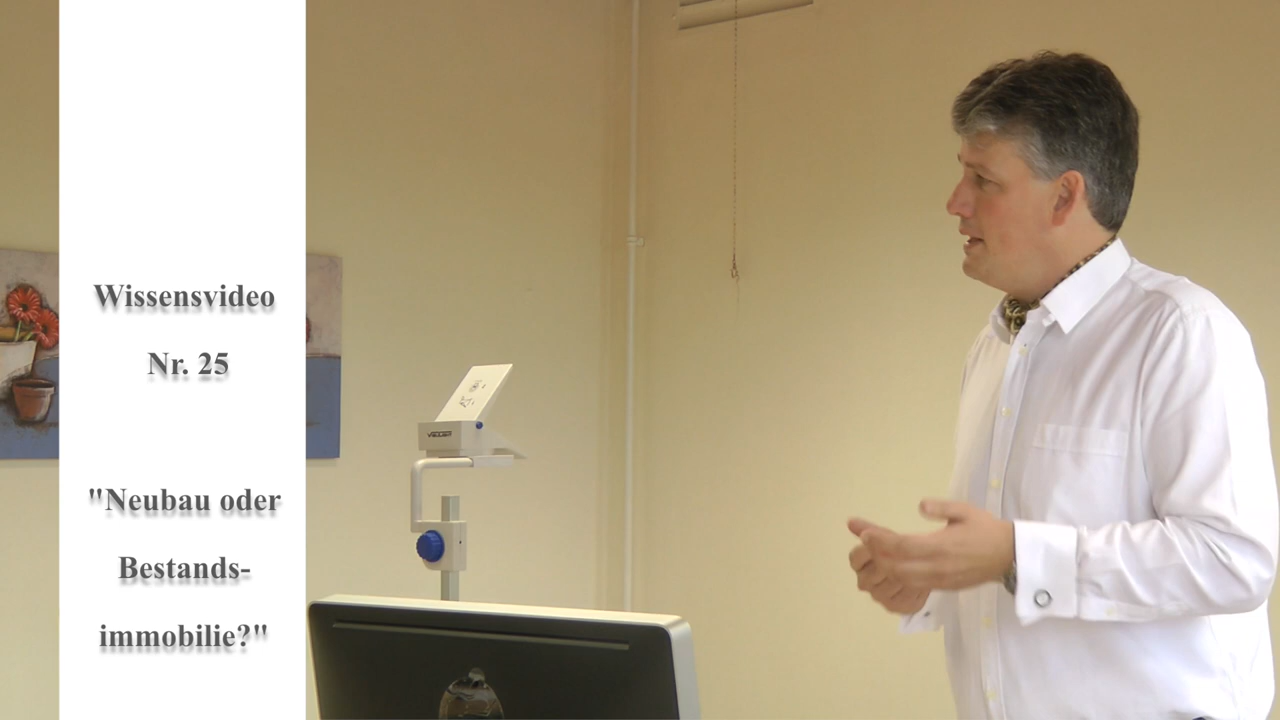 Wissensvideo
Nr. 25
"Neubau oder
Bestands-
immobilie?"